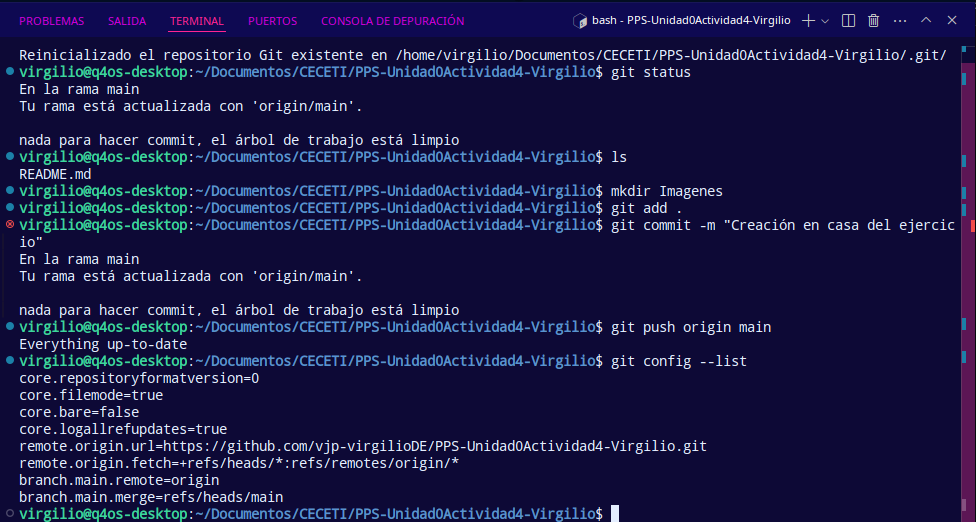 PROBLEMAS SALIDA TERMINAL PUERTOS CONSOLA DE DEPURACIÓN bash - PPS-Unidad0Actividad4-Virgilio
Reinicializado el repositorio Git existente en /home/virgilio/Documentos/CECETI/PPS-Unidad0Actividad4-Virgilio/.git/
virgilio@q4os-desktop:~/Documentos/CECETI/PPS-Unidad0Actividad4-Virgilio$ git status
En la rama main
Tu rama está actualizada con 'origin/main'.
nada para hacer commit, el árbol de trabajo está limpio
virgilio@q4os-desktop:~/Documentos/CECETI/PPS-Unidad0Actividad4-Virgilio$ ls
README.md
virgilio@q4os-desktop:~/Documentos/CECETI/PPS-Unidad0Actividad4-Virgilio$ mkdir Imagenes
virgilio@q4os-desktop:~/Documentos/CECETI/PPS-Unidad0Actividad4-Virgilio$ git add .
virgilio@q4os-desktop:~/Documentos/CECETI/PPS-Unidad0Actividad4-Virgilio$ git commit -m "Creación en casa del ejercic
io"
En la rama main
Tu rama está actualizada con 'origin/main'.
nada para hacer commit, el árbol de trabajo está limpio
virgilio@q4os-desktop:~/Documentos/CECETI/PPS-Unidad0Actividad4-Virgilio$ git push origin main
Everything up-to-date
virgilio@q4os-desktop:~/Documentos/CECETI/PPS-Unidad0Actividad4-Virgilio$ git config --list
core.repositoryformatversion=0
core.filemode=true
core.bare=false
core.logallrefupdates=true
remote.origin.url=https://github.com/vjp-virgilioDE/PPS-Unidad0Actividad4-Virgilio.git
remote.origin.fetch=+refs/heads/*:refs/remotes/origin/*
branch.main.remote=origin
branch.main.merge=refs/heads/main
virgilio@q4os-desktop:~/Documentos/CECETI/PPS-Unidad0Actividad4-Virgilio$